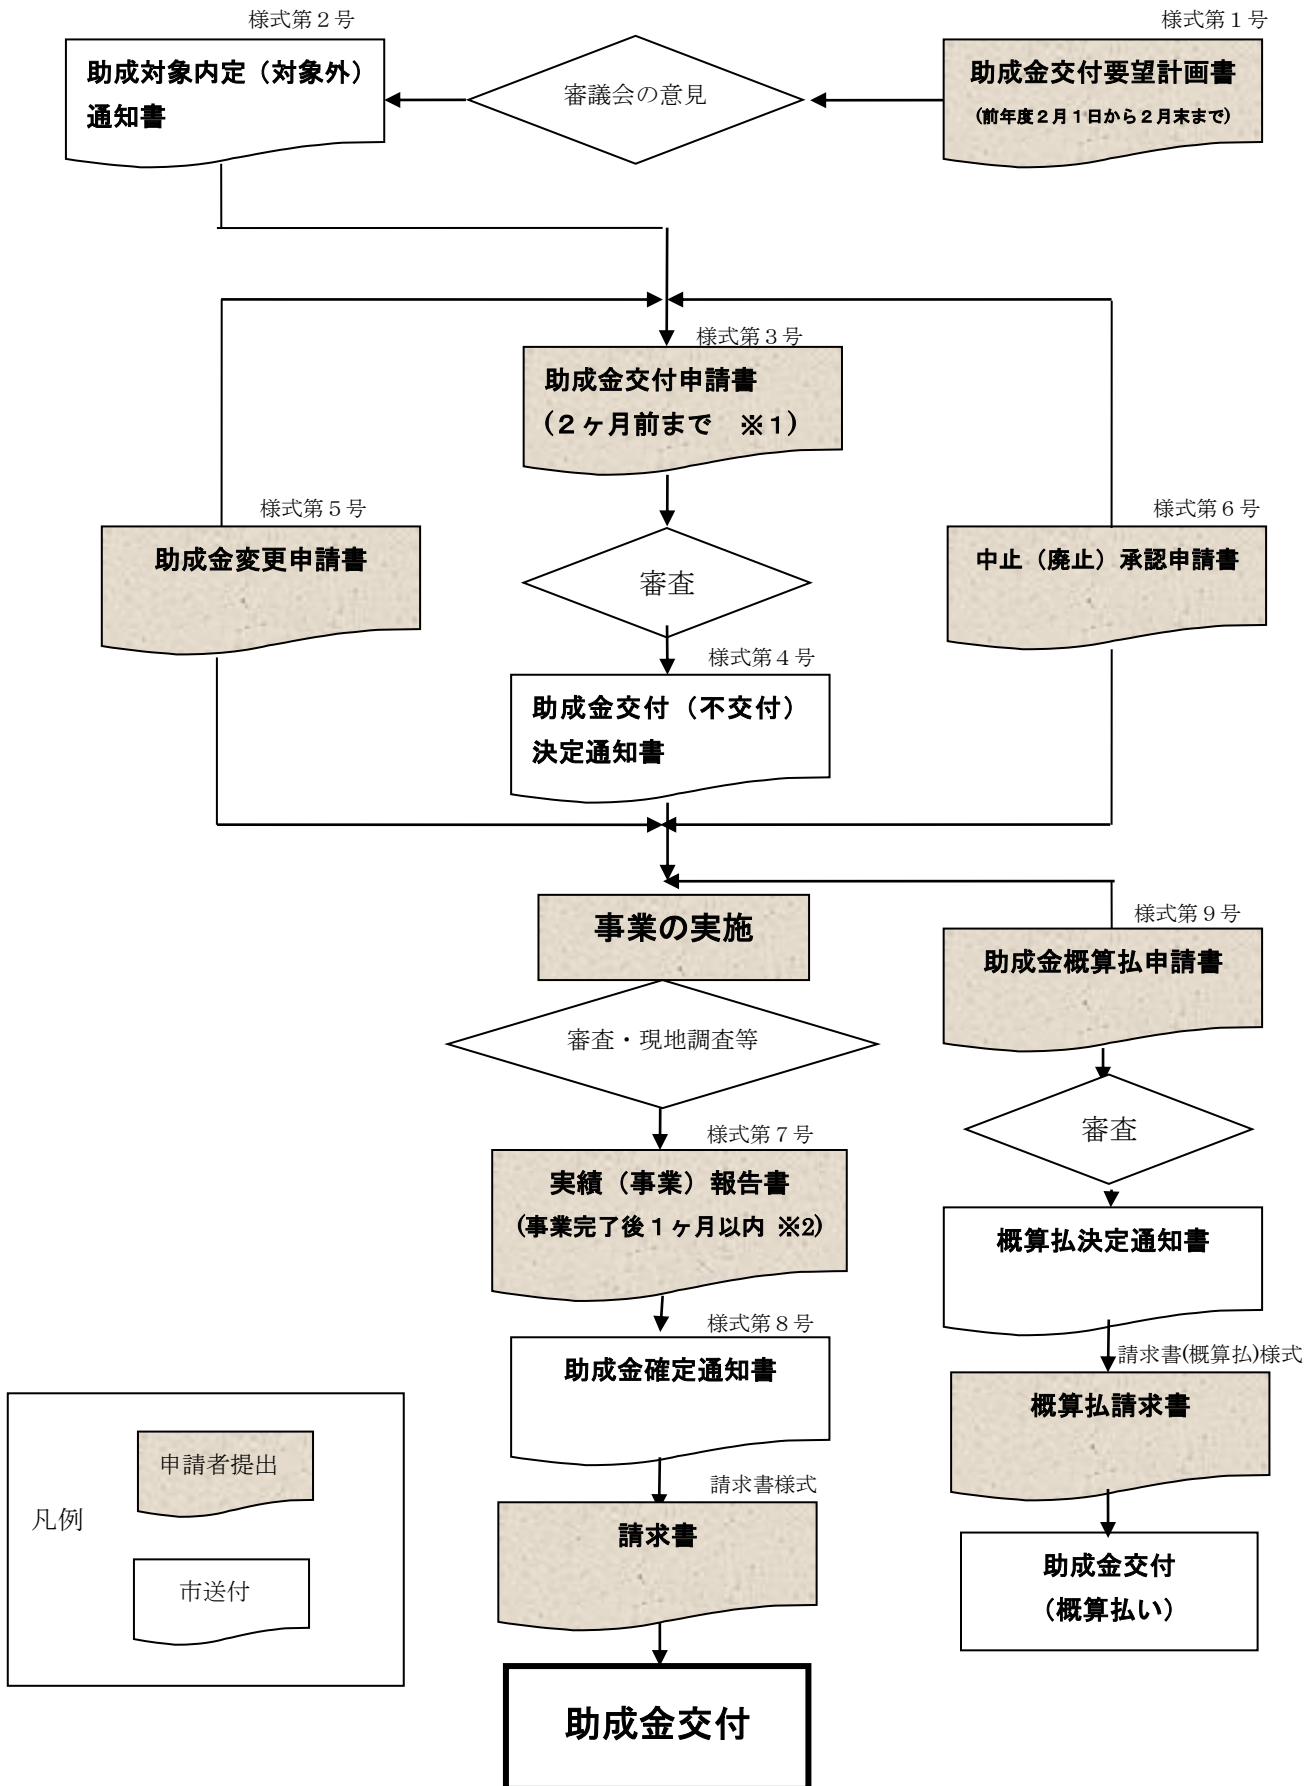 様式第２号
様式第１号
助成対象内定（対象外）
通知書
審議会の意見
助成金交付要望計画書
(前年度２月１日から２月末まで)
様式第３号
助成金交付申請書
(２ヶ月前まで　※１)
様式第５号
助成金変更申請書
様式第６号
中止（廃止）承認申請書
審査
様式第４号
助成金交付（不交付）
決定通知書
事業の実施
様式第９号
助成金概算払申請書
審査・現地調査等
審査
様式第７号
実績（事業）報告書
(事業完了後１ヶ月以内 ※2)
概算払決定通知書
様式第８号
助成金確定通知書
請求書(概算払)様式
概算払請求書
請求書様式
請求書
助成金交付
（概算払い）
助成金交付
凡例
申請者提出
市送付